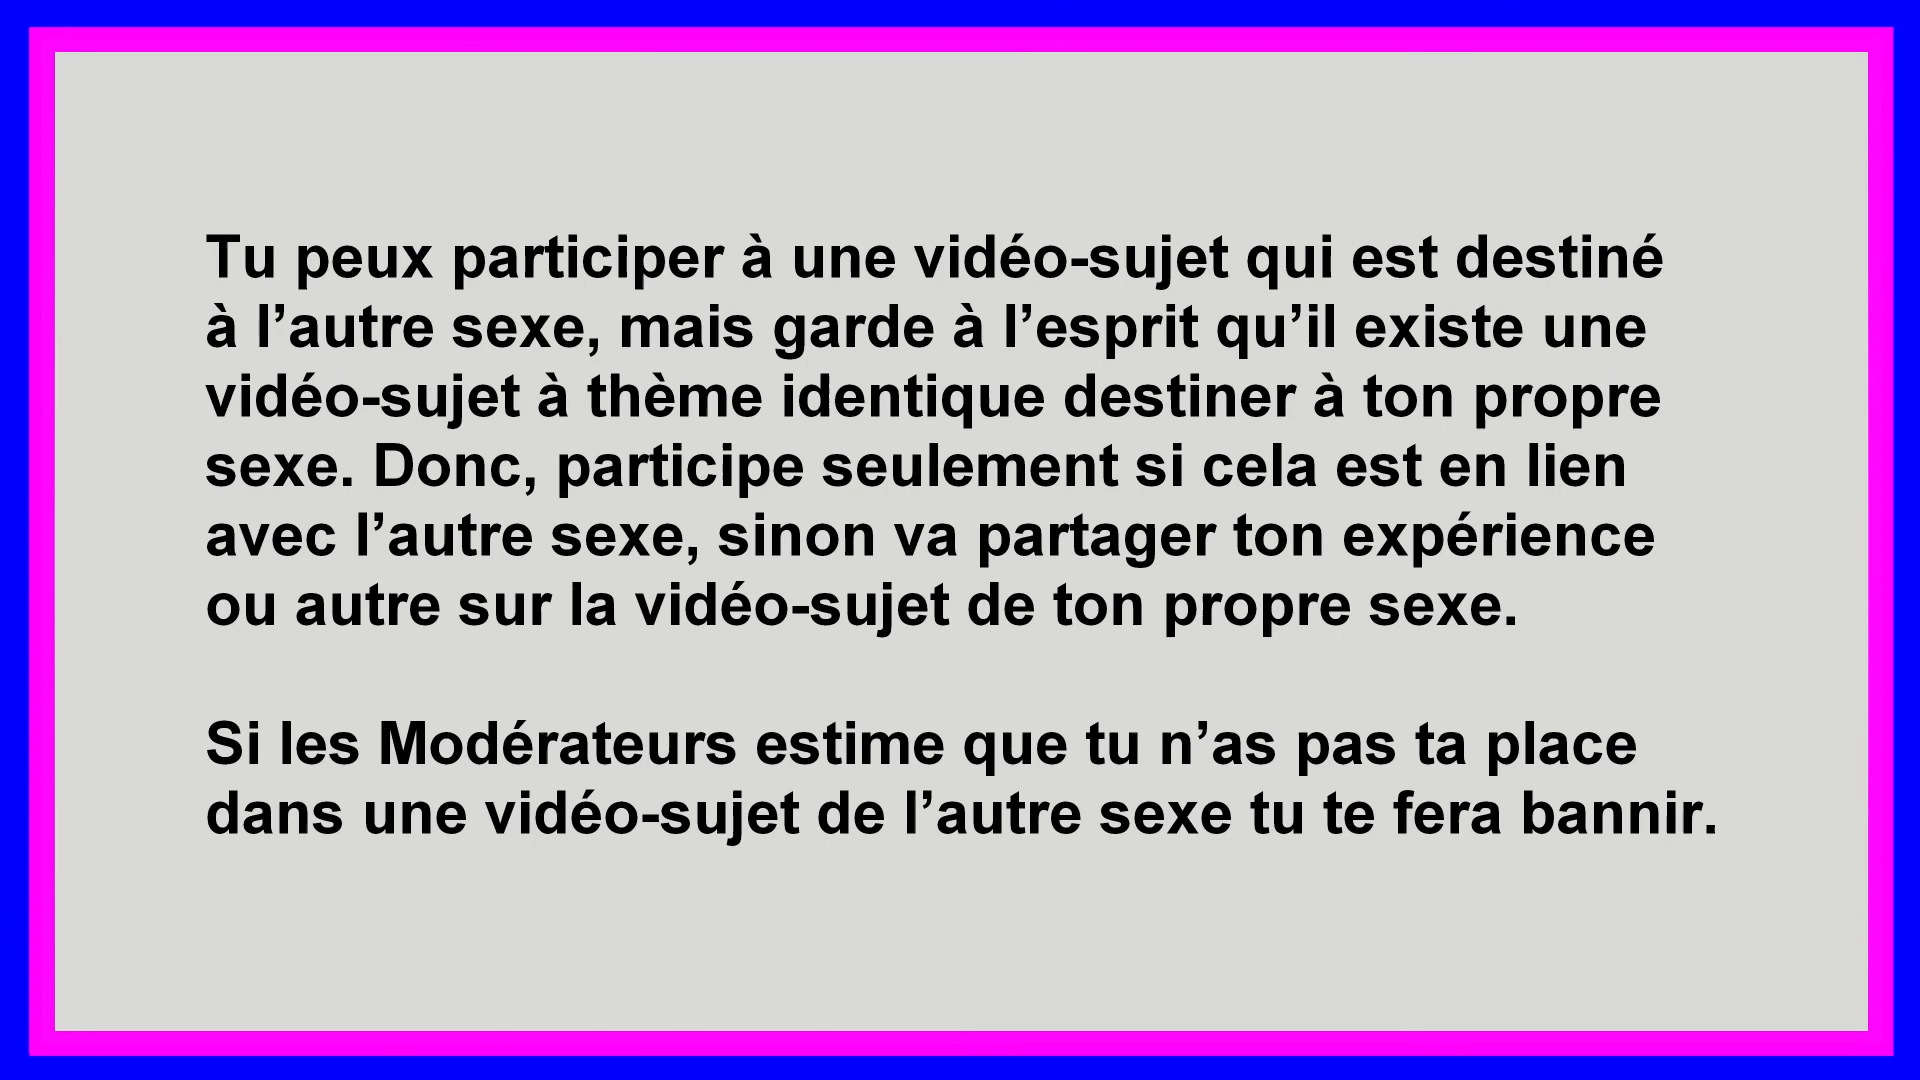 Tu peux participer à une vidéo-sujet qui est destiné
à l’autre sexe, mais garde à l’esprit qu’il existe une
vidéo-sujet à thème identique destiner à ton propre
sexe. Donc, participe seulement si cela est en lien
avec l’autre sexe, sinon va partager ton expérience
ou autre sur la vidéo-sujet de ton propre sexe.
Si les Modérateurs estime que tu n’as pas ta place
dans une vidéo-sujet de l’autre sexe tu te fera bannir.